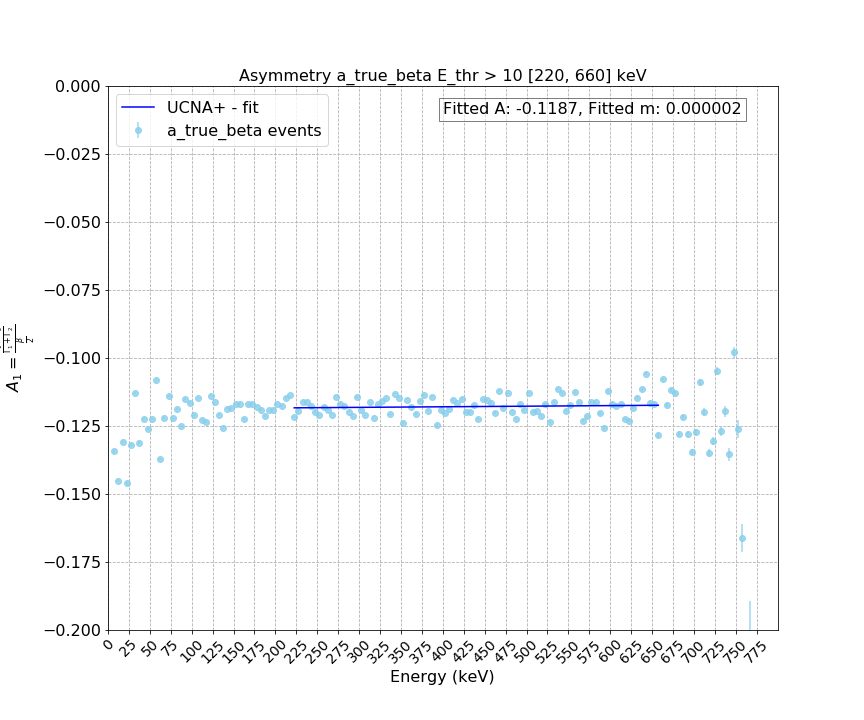 Asymmetry a_true_beta E_thr > 10 [220, 660] keV
UCNA+ - fit
a_true_beta events
Fitted A: -0.1187, Fitted m: 0.000002
0.000
−0.025
−0.050
−0.075
−0.100
−0.125
−0.150
−0.175
−0.200
0 25 50 75 100 125 150 175 200 225 250 275 300 325 350 375 400 425 450 475 500 525 550 575 600 625 650 675 700 725 750 775
Energy (keV)